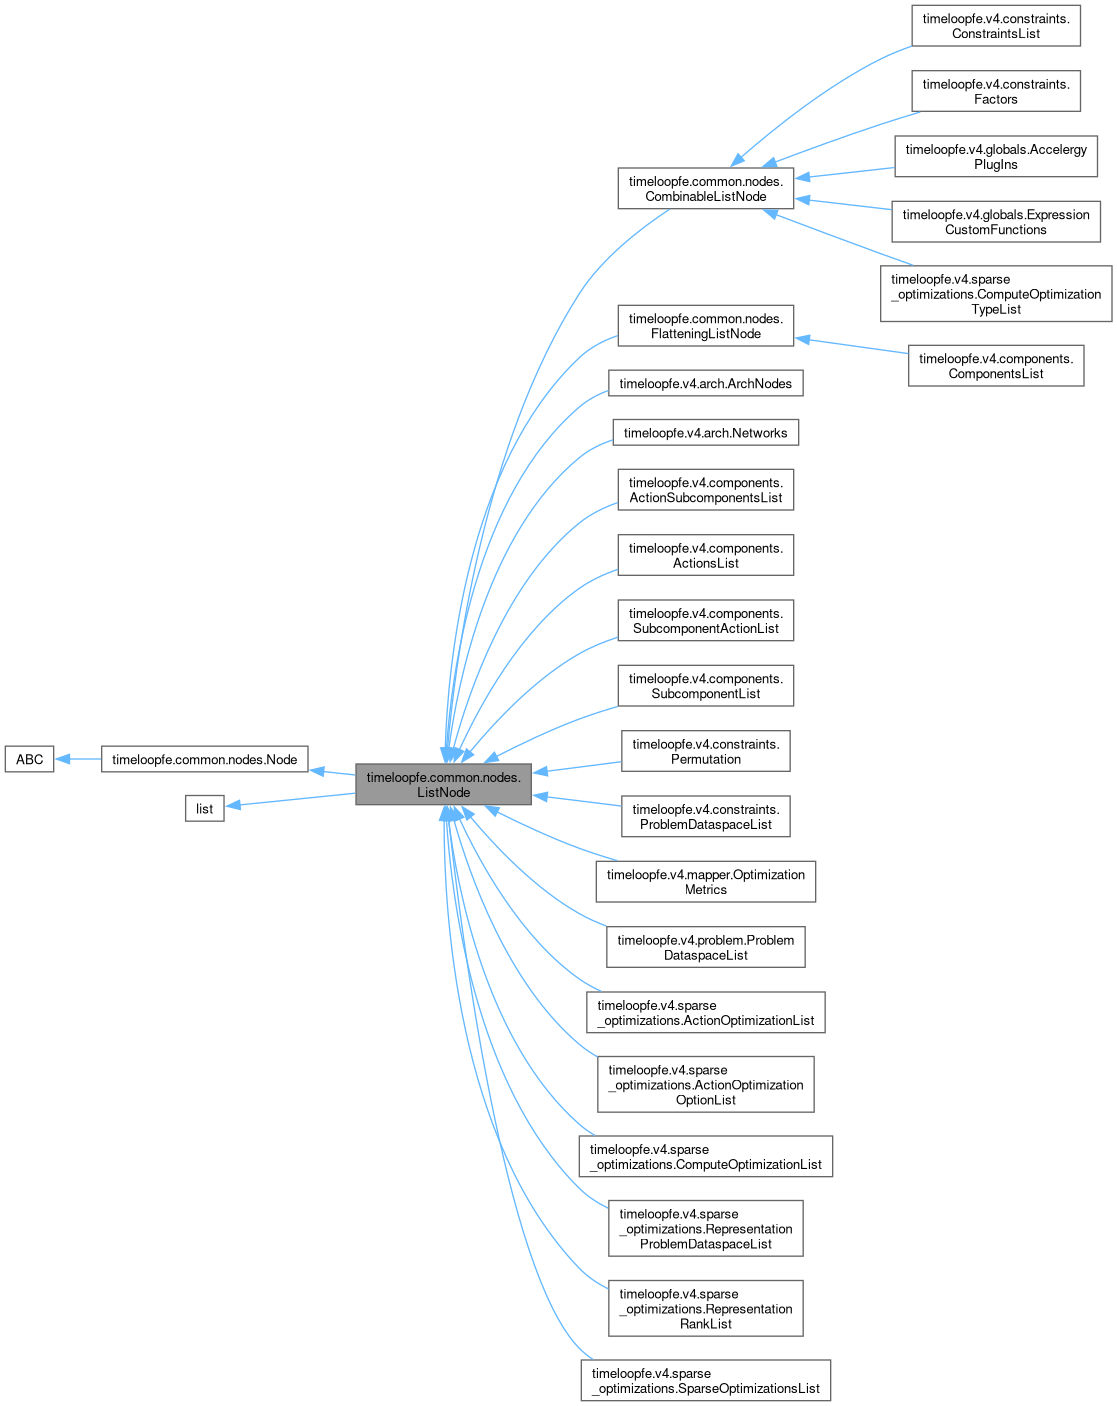 timeloopfe.v4.constraints.
ConstraintsList
timeloopfe.v4.constraints.
Factors
timeloopfe.v4.globals.Accelergy
PlugIns
timeloopfe.common.nodes.
CombinableListNode
timeloopfe.v4.globals.Expression
CustomFunctions
timeloopfe.v4.sparse
_optimizations.ComputeOptimization
TypeList
timeloopfe.common.nodes.
FlatteningListNode
timeloopfe.v4.components.
ComponentsList
timeloopfe.v4.arch.ArchNodes
timeloopfe.v4.arch.Networks
timeloopfe.v4.components.
ActionSubcomponentsList
timeloopfe.v4.components.
ActionsList
timeloopfe.v4.components.
SubcomponentActionList
timeloopfe.v4.components.
SubcomponentList
timeloopfe.v4.constraints.
Permutation
ABC
timeloopfe.common.nodes.Node
list
timeloopfe.common.nodes.
ListNode
timeloopfe.v4.constraints.
ProblemDataspaceList
timeloopfe.v4.mapper.Optimization
Metrics
timeloopfe.v4.problem.Problem
DataspaceList
timeloopfe.v4.sparse
_optimizations.ActionOptimizationList
timeloopfe.v4.sparse
_optimizations.ActionOptimization
OptionList
timeloopfe.v4.sparse
_optimizations.ComputeOptimizationList
timeloopfe.v4.sparse
_optimizations.Representation
ProblemDataspaceList
timeloopfe.v4.sparse
_optimizations.Representation
RankList
timeloopfe.v4.sparse
_optimizations.SparseOptimizationsList